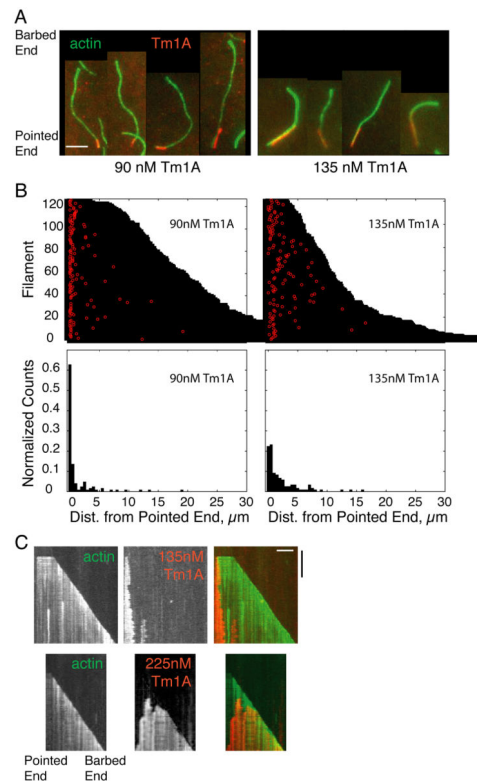 A
Barbed
End
actin
Tm1A
Pointed
End
90 nM Tm1A
135 nM Tm1A
B
Filament
120
100
80
60
40
20
0
90nM Tm1A
135nM Tm1A
Normalized Counts
0.6
0.5
0.4
0.3
0.2
0.1
0
90nM Tm1A
135nM Tm1A
0 5 10 15 20 25 30
0 5 10 15 20 25 30
Dist. from Pointed End, µm
Dist. from Pointed End, µm
C
actin
135nM
Tm1A
actin
225nM
Tm1A
Pointed
End
Barbed
End